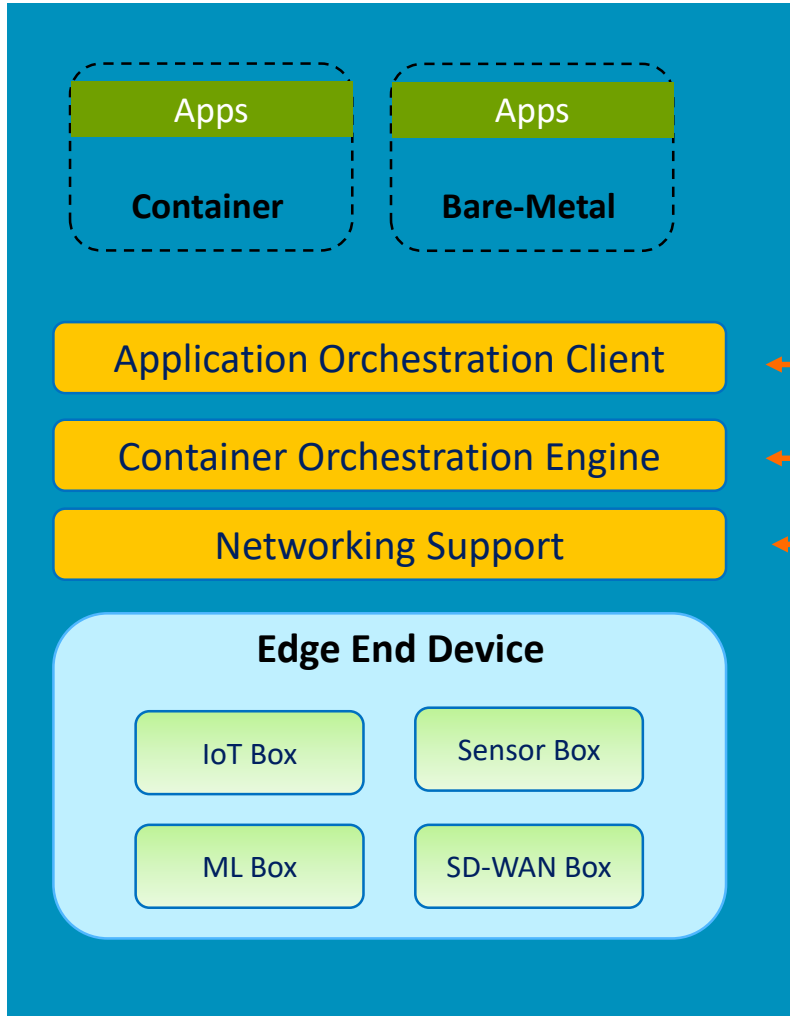 Apps
Apps
Container
Bare-Metal
Application Orchestration Client
Container Orchestration Engine
Networking Support
Edge End Device
IoT Box
Sensor Box
ML Box
SD-WAN Box